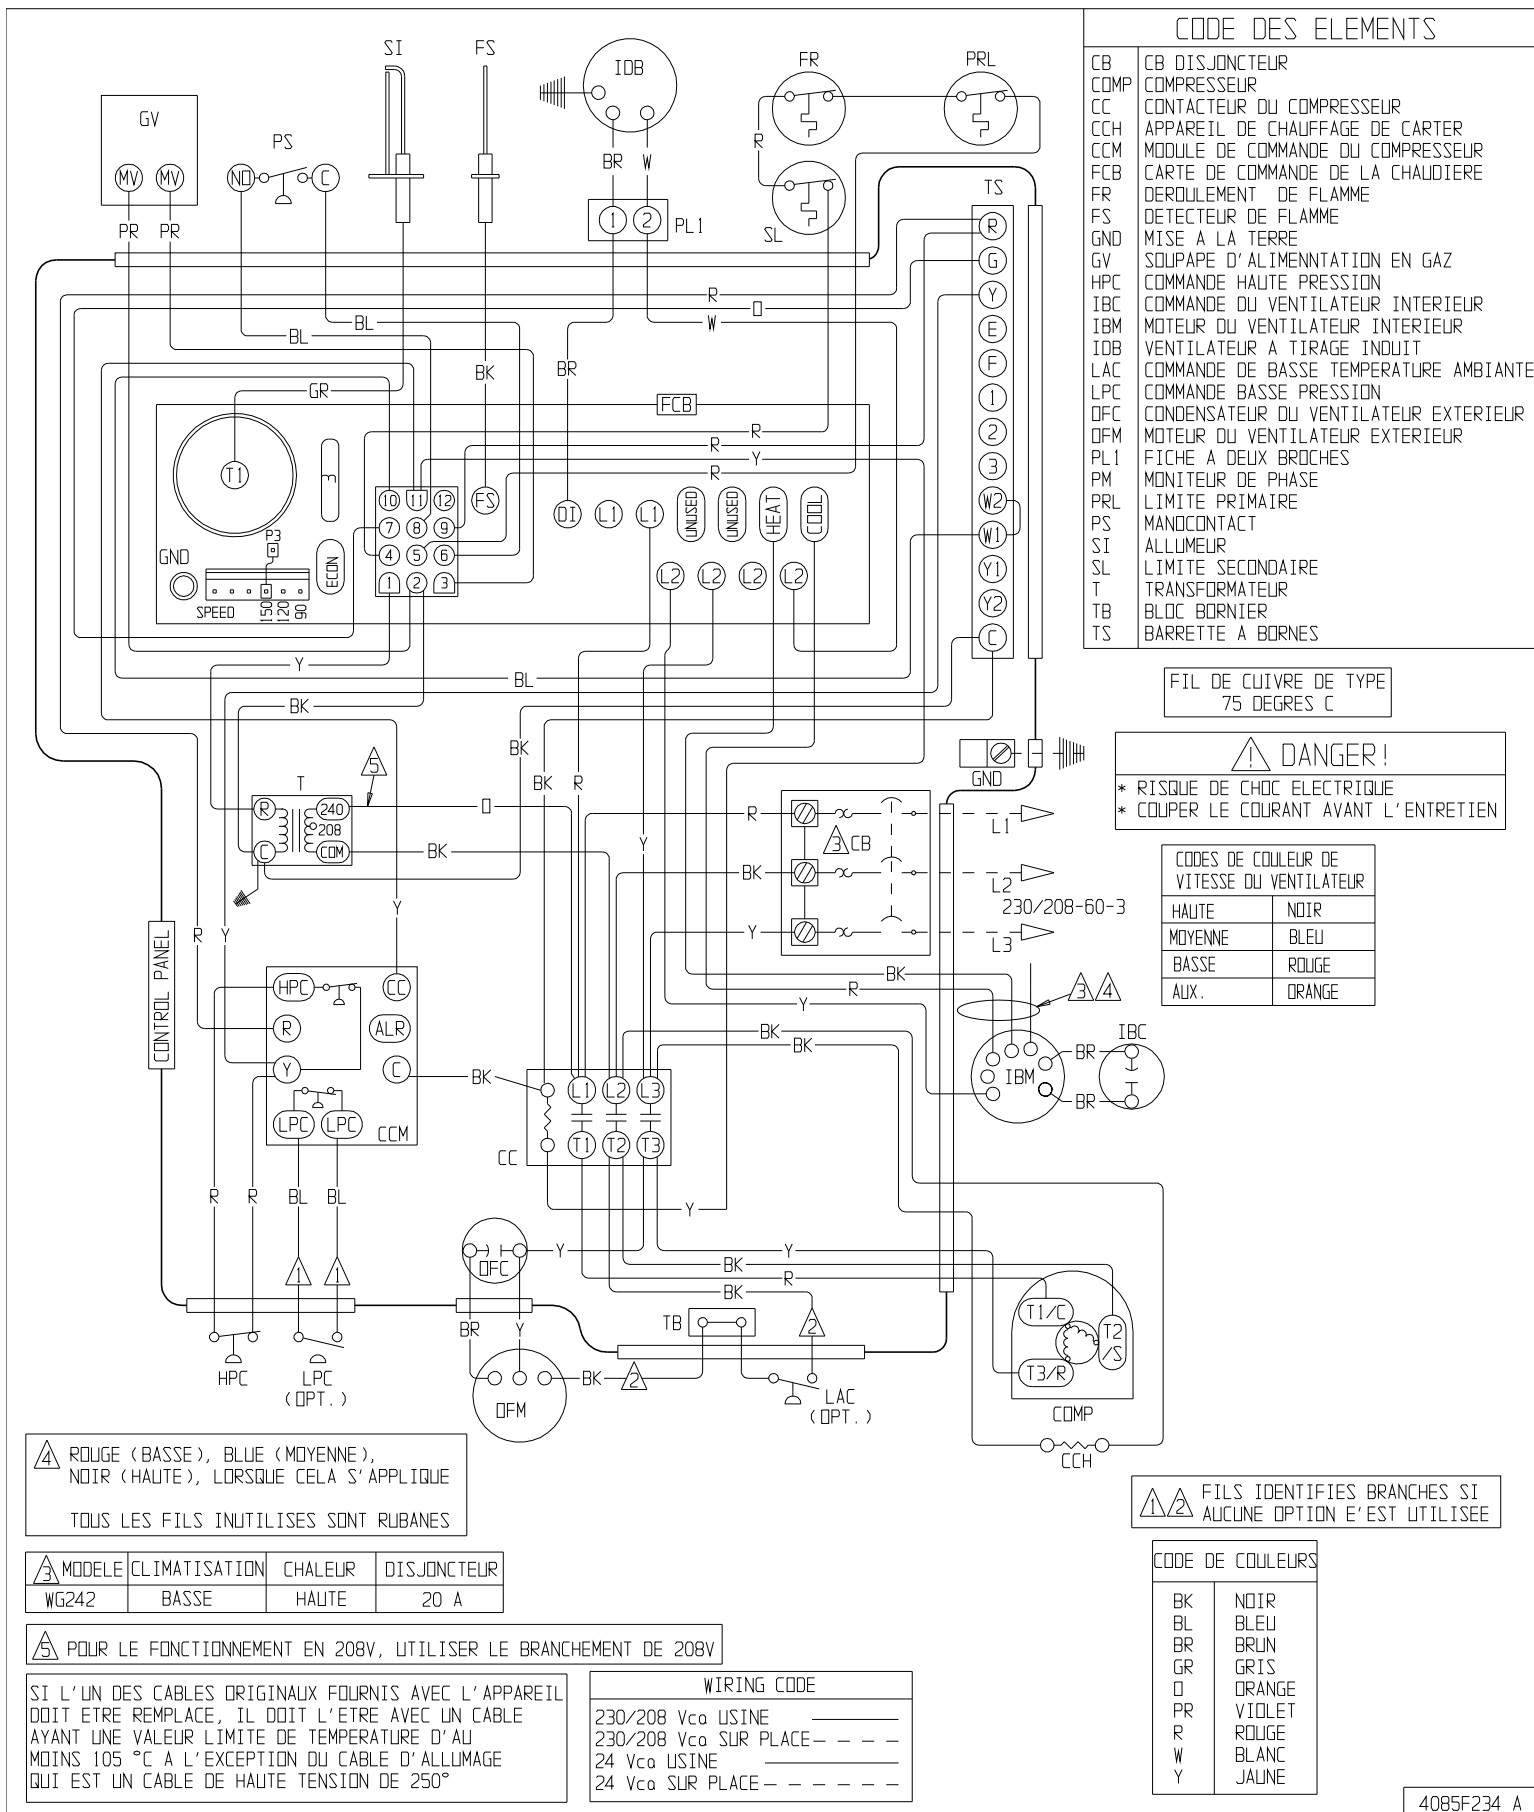 CODE DES ELEMENTS
CB CB DISJONCTEUR
COMP COMPRESSEUR
CC CONTACTEUR DU COMPRESSEUR
CCH APPAREIL DE CHAUFFAGE DE CARTER
CCM MODULE DE COMMANDE DU COMPRESSEUR
FCB CARTE DE COMMANDE DE LA CHAUDIERE
FR DEROULEMENT DE FLAMME
FS DETECTEUR DE FLAMME
GND MISE A LA TERRE
GV SOUPAPE D'ALIMENNTATION EN GAZ
HPC COMMANDE HAUTE PRESSION
IBC COMMANDE DU VENTILATEUR INTERIEUR
IBM MOTEUR DU VENTILATEUR INTERIEUR
IDB VENTILATEUR A TIRAGE INDUIT
LAC COMMANDE DE BASSE TEMPERATURE AMBIANTE
LPC COMMANDE BASSE PRESSION
OFC CONDENSATEUR DU VENTILATEUR EXTERIEUR
OFM MOTEUR DU VENTILATEUR EXTERIEUR
PL1 FICHE A DEUX BROCHES
PM MONITEUR DE PHASE
PRL LIMITE PRIMAIRE
PS MANOCONTACT
SI ALLUMEUR
SL LIMITE SECONDAIRE
T TRANSFORMATEUR
TB BLOC BORNIER
TS BARRETTE A BORNES
FIL DE CUIVRE DE TYPE
75 DEGRES C
! DANGER!
* RISQUE DE CHOC ELECTRIQUE
* COUPER LE COURANT AVANT L'ENTRETIEN
CODES DE COULEUR DE
VITESSE DU VENTILATEUR
HAUTE NOIR
MOYENNE BLEU
BASSE ROUGE
AUX. ORANGE
SI FS IDB FR PRL
GV PS
MV MV NO C
PR PR BR W R
1 2 PL1 SL TS
R
G
Y
E
F
1
2
3
W2
W1
Y1
Y2
C
R
O
BL BL W
BK BR
GR
FCB
R
R
Y
R
T1 3
10 11 12 FS
7 8 9
4 5 6
1 2 3
DI L1 L1 UNUSED UNUSED HEAT COOL
L2 L2 L2 L2
P3
GND ECON
SPEED 150 120 90
Y
BL
BK
BK
BK R Y
5
T
R 240
208
C COM
O
BK
GND
R L1
3 CB
BK L2
230/208-60-3
Y L3
R Y Y
CONTROL PANEL
HPC CC
R ALR
Y C
LPC LPC
CCM
BK
R
Y
BK
BK
3 4
IBM BR IBC
BR
BK
L1 L2 L3
CC T1 T2 T3
R R BL BL
1 1
Y
OFC Y
Y
BK
R
BK
TB 2
BR Y
T1/C T2/S
T3/R
COMP
HPC LPC
(OPT.)
BK 2
OFM
LAC
(OPT.)
CCH
4 ROUGE (BASSE), BLUE (MOYENNE),
NOIR (HAUTE), LORSQUE CELA S'APPLIQUE
TOUS LES FILS INUTILISES SONT RUBANES
1 2 FILS IDENTIFIES BRANCHES SI
AUCUNE OPTION E'EST UTILISEE
3 MODELE CLIMATISATION CHALEUR DISJONCTEUR
WG242 BASSE HAUTE 20 A
5 POUR LE FONCTIONNEMENT EN 208V, UTILISER LE BRANCHEMENT DE 208V
SI L'UN DES CABLES ORIGINAUX FOURNIS AVEC L'APPAREIL
DOIT ETRE REMPLACE, IL DOIT L'ETRE AVEC UN CABLE
AYANT UNE VALEUR LIMITE DE TEMPERATURE D'AU
MOINS 105 °C A L'EXCEPTION DU CABLE D'ALLUMAGE
QUI EST UN CABLE DE HAUTE TENSION DE 250°
WIRING CODE
230/208 Vca USINE
230/208 Vca SUR PLACE
24 Vca USINE
24 Vca SUR PLACE
CODE DE COULEURS
BK NOIR
BL BLEU
BR BRUN
GR GRIS
O ORANGE
PR VIOLET
R ROUGE
W BLANC
Y JAUNE
4085F234 A